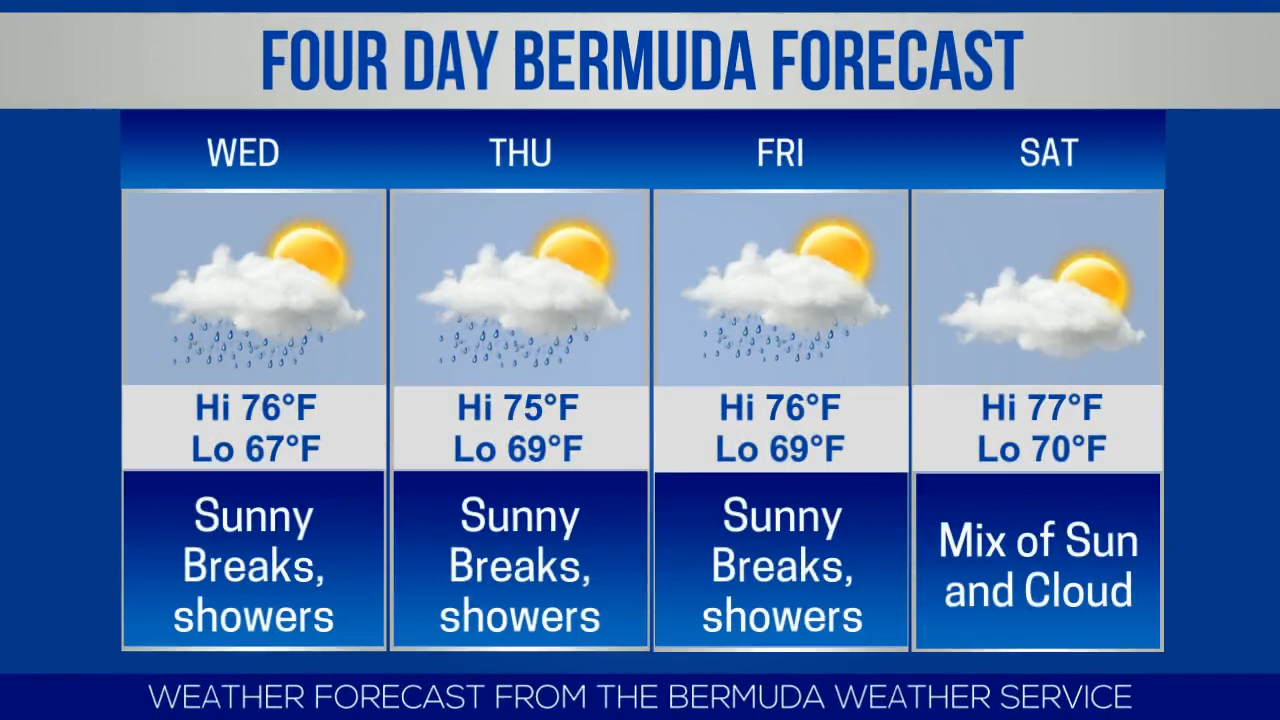 FOUR DAY BERMUDA FORECAST
WED
THU
FRI
SAT
Hi 76°F
Lo 67°F
Hi 75°F
Lo 69°F
Hi 76°F
Lo 69°F
Hi 77°F
Lo 70°F
Sunny
Breaks,
showers
Sunny
Breaks,
showers
Sunny
Breaks,
showers
Mix of Sun
and Cloud
WEATHER FORECAST FROM THE BERMUDA WEATHER SERVICE